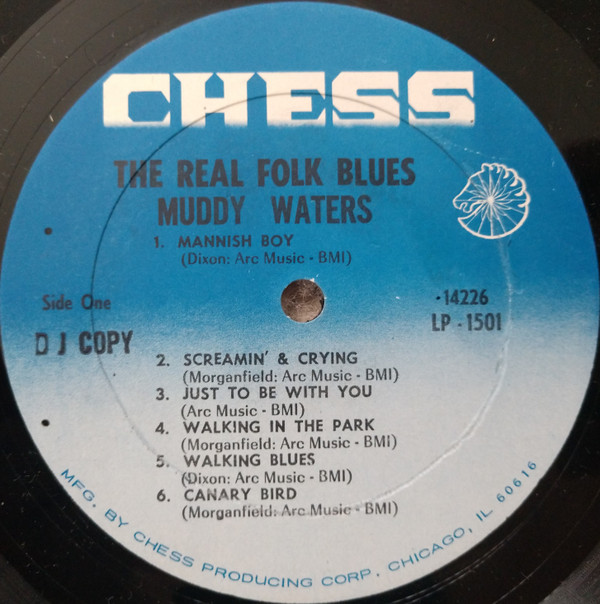 CHESS
THE REAL FOLK BLUES
MUDDY WATERS
1. MANNISH BOY
(Dixon: Arc Music - BMI)
Side One
D J COPY
-14226
LP - 1501
2. SCREAMIN' & CRYING
(Morganfield: Arc Music - BMI)
3. JUST TO BE WITH YOU
(Arc Music - BMI)
4. WALKING IN THE PARK
(Morganfield: Arc Music - BMI)
5. WALKING BLUES
(Dixon: Arc Music - BMI)
6. CANARY BIRD
(Morganfield: Arc Music - BMI)
MFG. BY CHESS PRODUCING CORP. CHICAGO, IL 60616